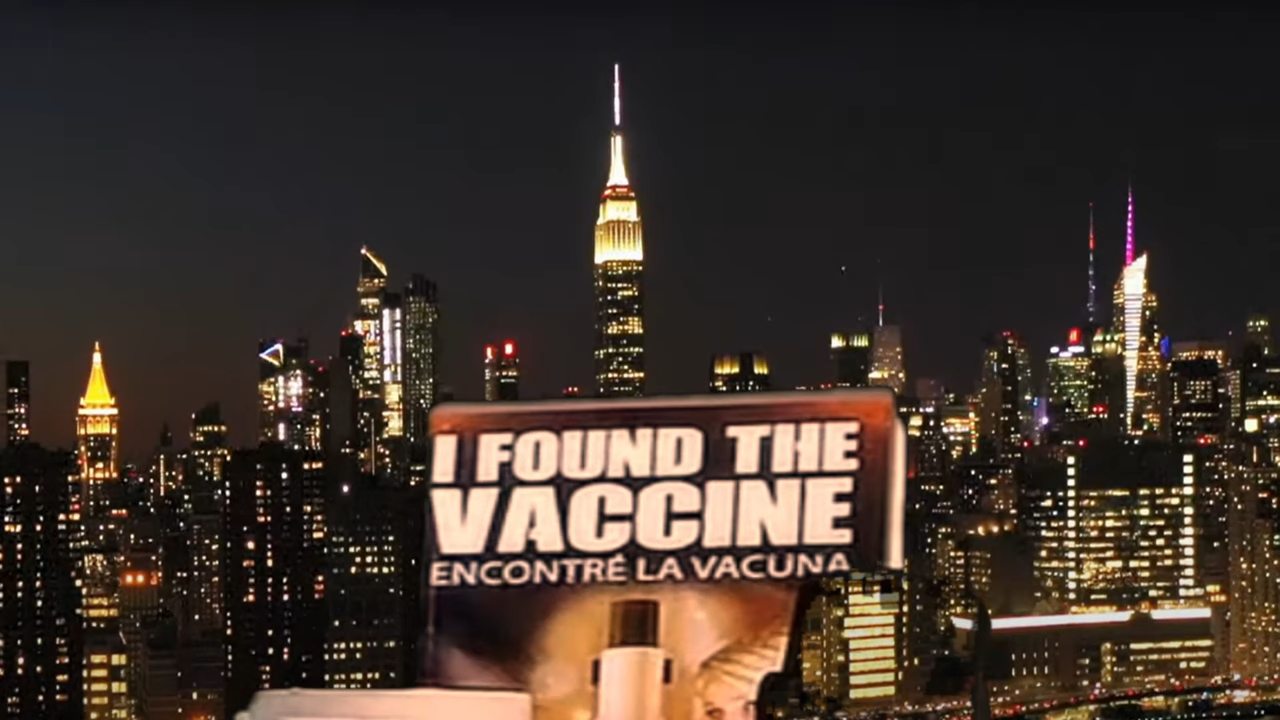 I FOUND THE
VACCINE
ENCONTRÉ LA VACUNA